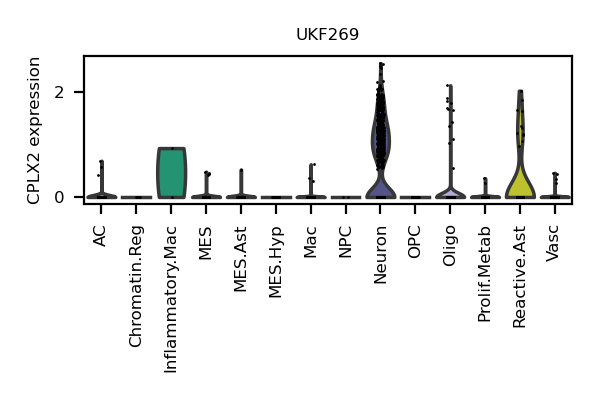 UKF269
CPLX2 expression
2
0
AC
Chromatin.Reg
Inflammatory.Mac
MES
MES.Ast
MES.Hyp
Mac
NPC
Neuron
OPC
Oligo
Prolif.Metab
Reactive.Ast
Vasc